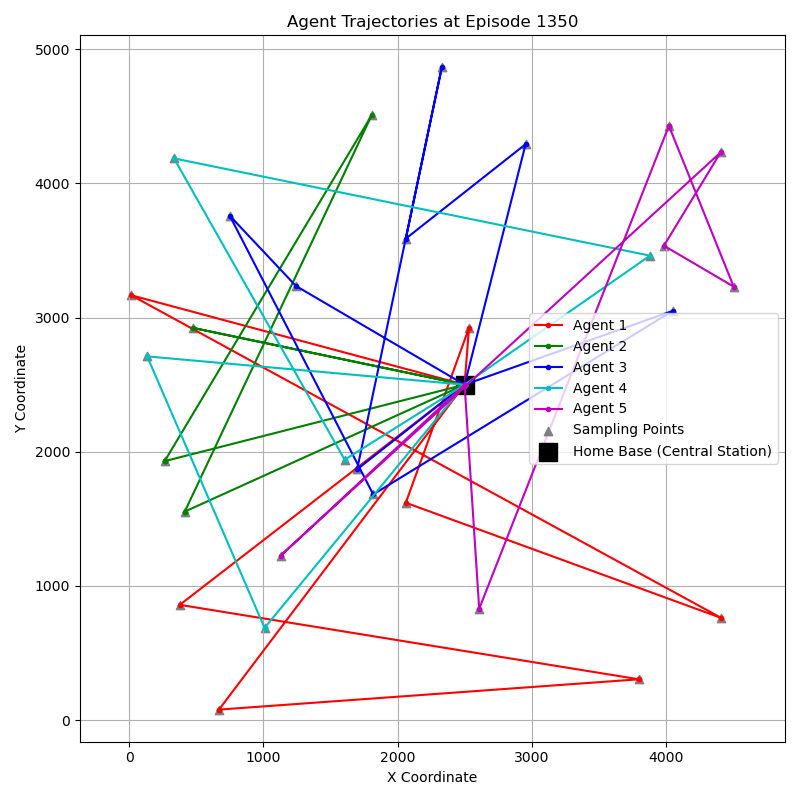 Agent Trajectories at Episode 1350
5000
4000
3000
2000
1000
0
Y Coordinate
Agent 1
Agent 2
Agent 3
Agent 4
Agent 5
Sampling Points
Home Base (Central Station)
0 1000 2000 3000 4000
X Coordinate